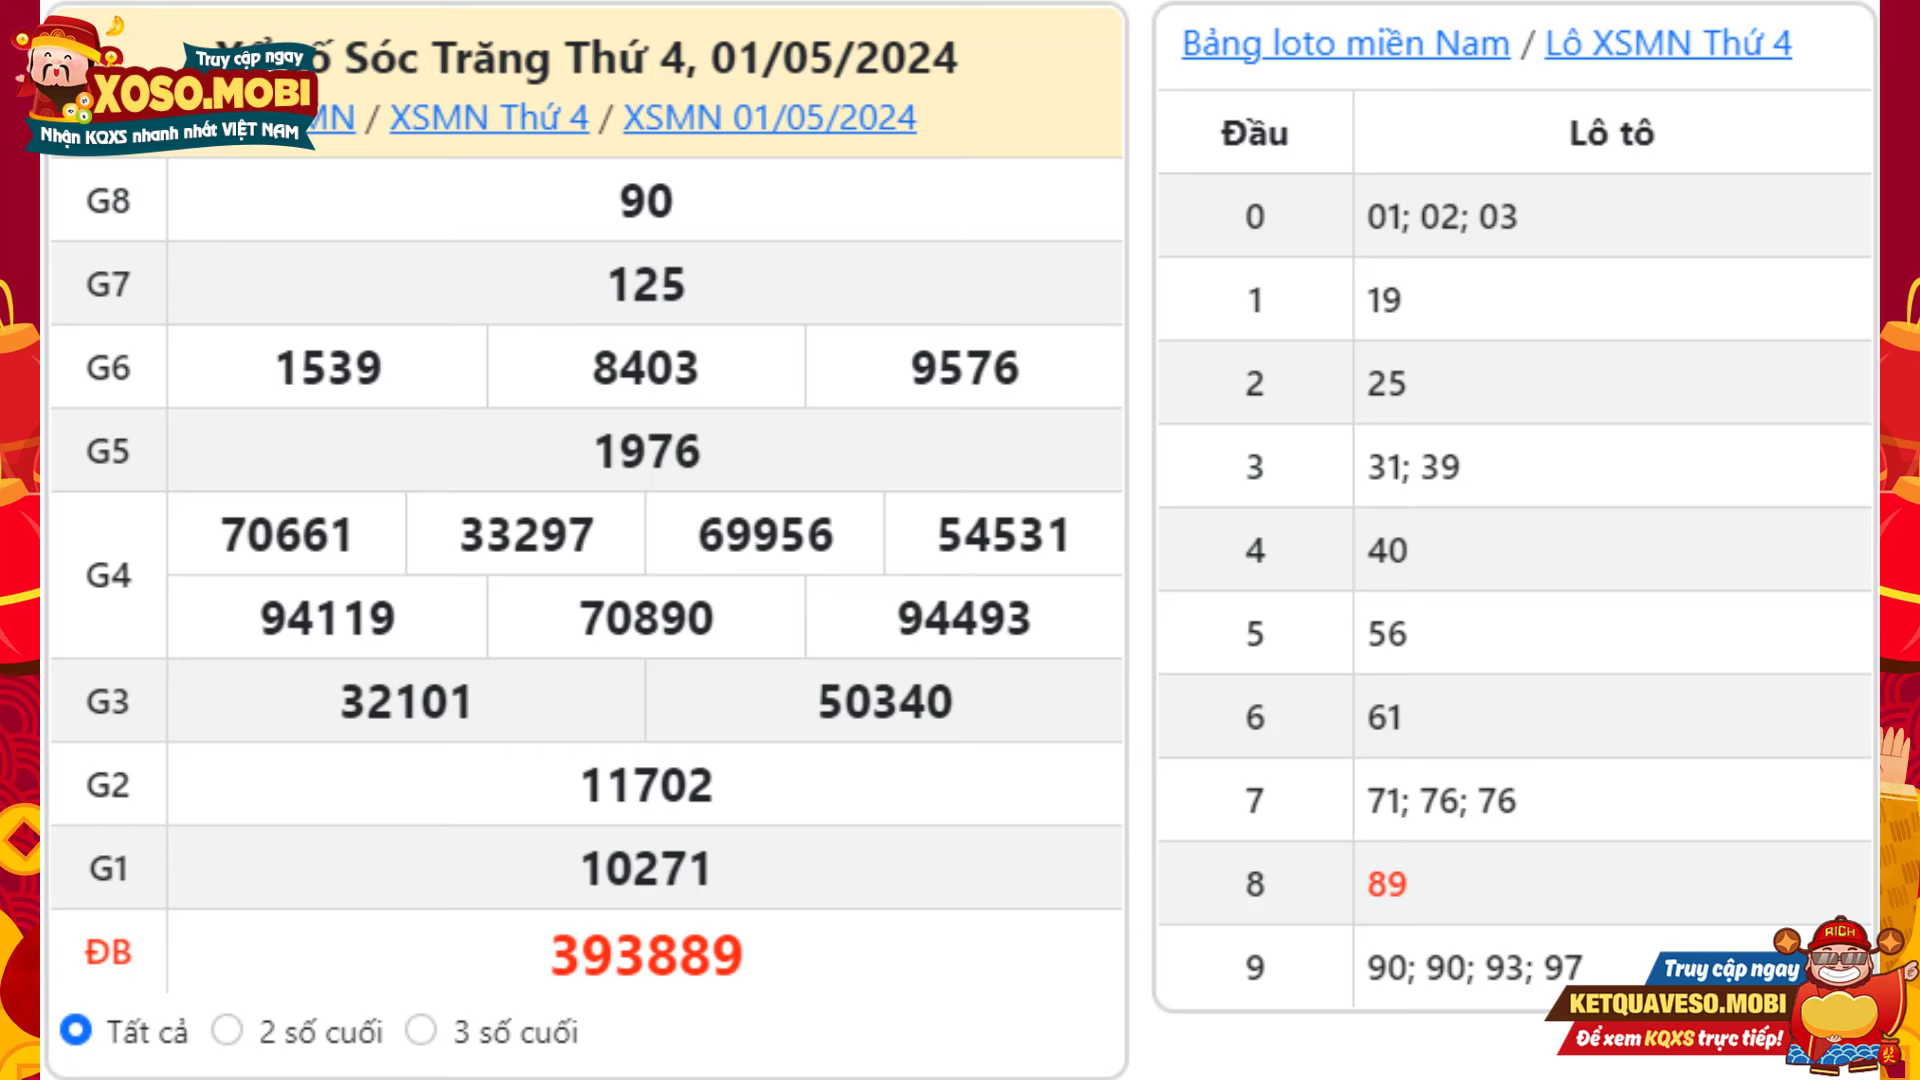 Truy cập ngay
XOSO.MOBI
Nhận KQXS nhanh nhất VIỆT NAM
Sóc Trăng Thứ 4, 01/05/2024
MN / XSMN Thứ 4 / XSMN 01/05/2024
G8 90
G7 125
G6 1539 8403 9576
G5 1976
G4 70661 33297 69956 54531
94119 70890 94493
G3 32101 50340
G2 11702
G1 10271
ĐB 393889
Tất cả 2 số cuối 3 số cuối
Bảng loto miền Nam / Lô XSMN Thứ 4
Đầu Lô tô
0 01; 02; 03
1 19
2 25
3 31; 39
4 40
5 56
6 61
7 71; 76; 76
8 89
9 90; 90; 93; 97
RICH
Truy cập ngay
KETQUAVESO.MOBI
Để xem KQXS trực tiếp!